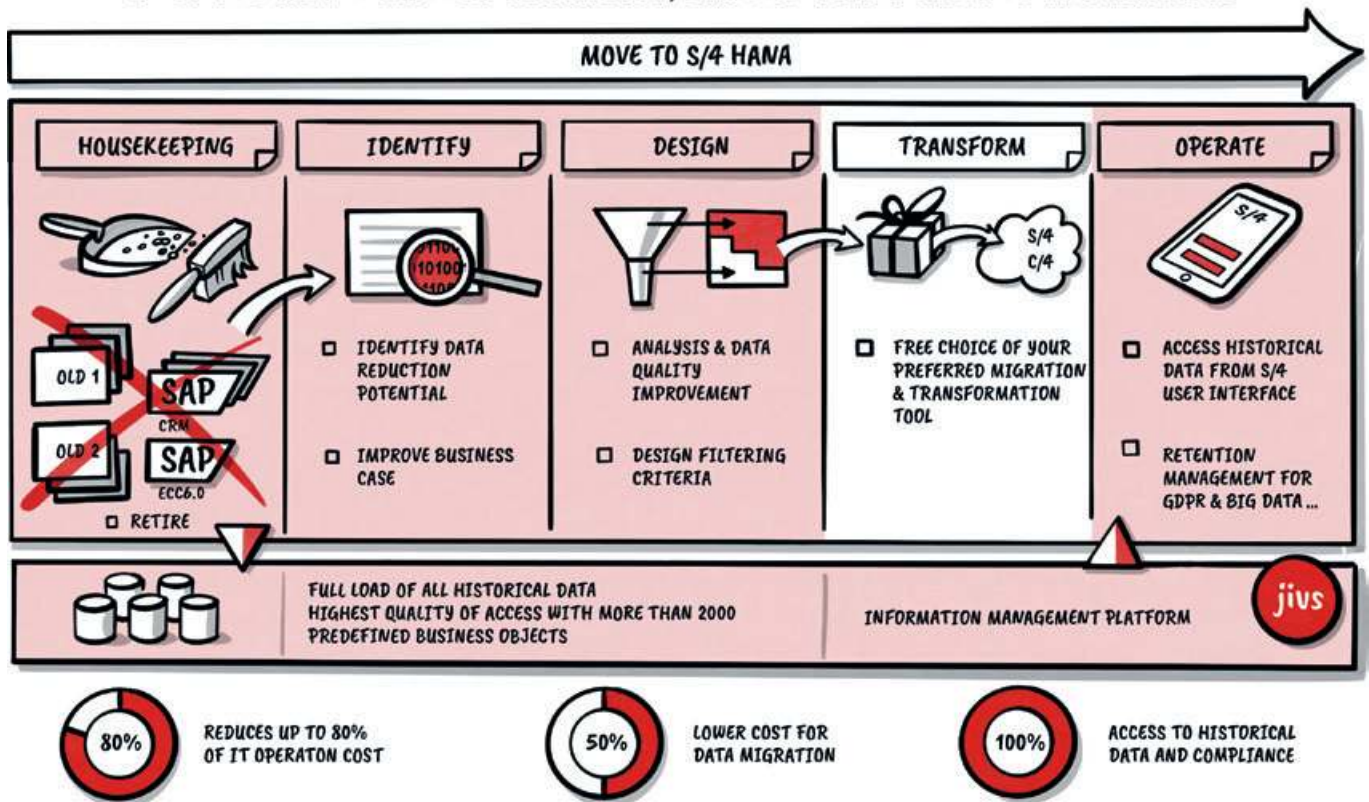 MOVE TO S/4 HANA
HOUSEKEEPING
IDENTIFY
DESIGN
TRANSFORM
OPERATE
OLD 1
SAP
CRM
OLD 2
SAP
ECC6.0
RETIRE
10100
IDENTIFY DATA
REDUCTION
POTENTIAL
IMPROVE BUSINESS
CASE
ANALYSIS & DATA
QUALITY
IMPROVEMENT
DESIGN FILTERING
CRITERIA
S/4
C/4
FREE CHOICE OF YOUR
PREFERRED MIGRATION
& TRANSFORMATION
TOOL
S/4
ACCESS HISTORICAL
DATA FROM S/4
USER INTERFACE
RETENTION
MANAGEMENT FOR
GDPR & BIG DATA ...
FULL LOAD OF ALL HISTORICAL DATA
HIGHEST QUALITY OF ACCESS WITH MORE THAN 2000
PREDEFINED BUSINESS OBJECTS
INFORMATION MANAGEMENT PLATFORM
jivs
80%
REDUCES UP TO 80%
OF IT OPERATON COST
50%
LOWER COST FOR
DATA MIGRATION
100%
ACCESS TO HISTORICAL
DATA AND COMPLIANCE